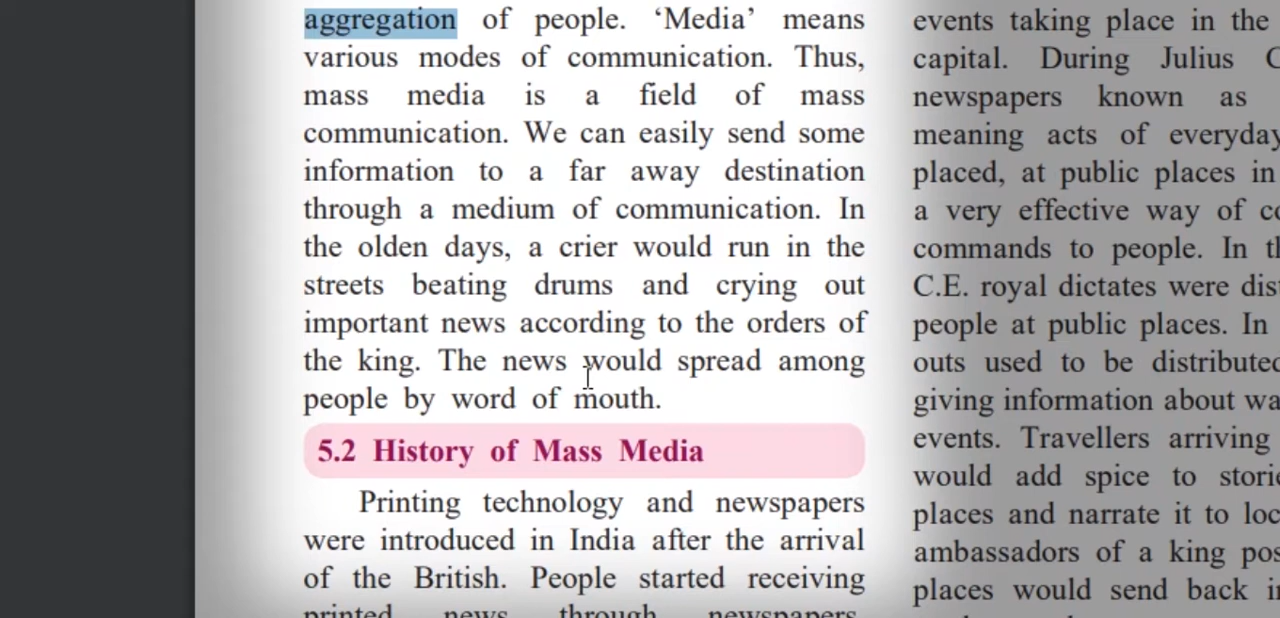 aggregation of people. ‘Media’ means
various modes of communication. Thus,
mass media is a field of mass
communication. We can easily send some
information to a far away destination
through a medium of communication. In
the olden days, a crier would run in the
streets beating drums and crying out
important news according to the orders of
the king. The news would spread among
people by word of mouth.
5.2 History of Mass Media
Printing technology and newspapers
were introduced in India after the arrival
of the British. People started receiving
printed news through newspapers.
events taking place in the
capital. During Julius
newspapers known as
meaning acts of everyday
placed, at public places in
a very effective way of
commands to people. In
C.E. royal dictates were
people at public places. In
outs used to be distributed
giving information about
events. Travellers arriving
would add spice to
places and narrate it to
ambassadors of a king
places would send back